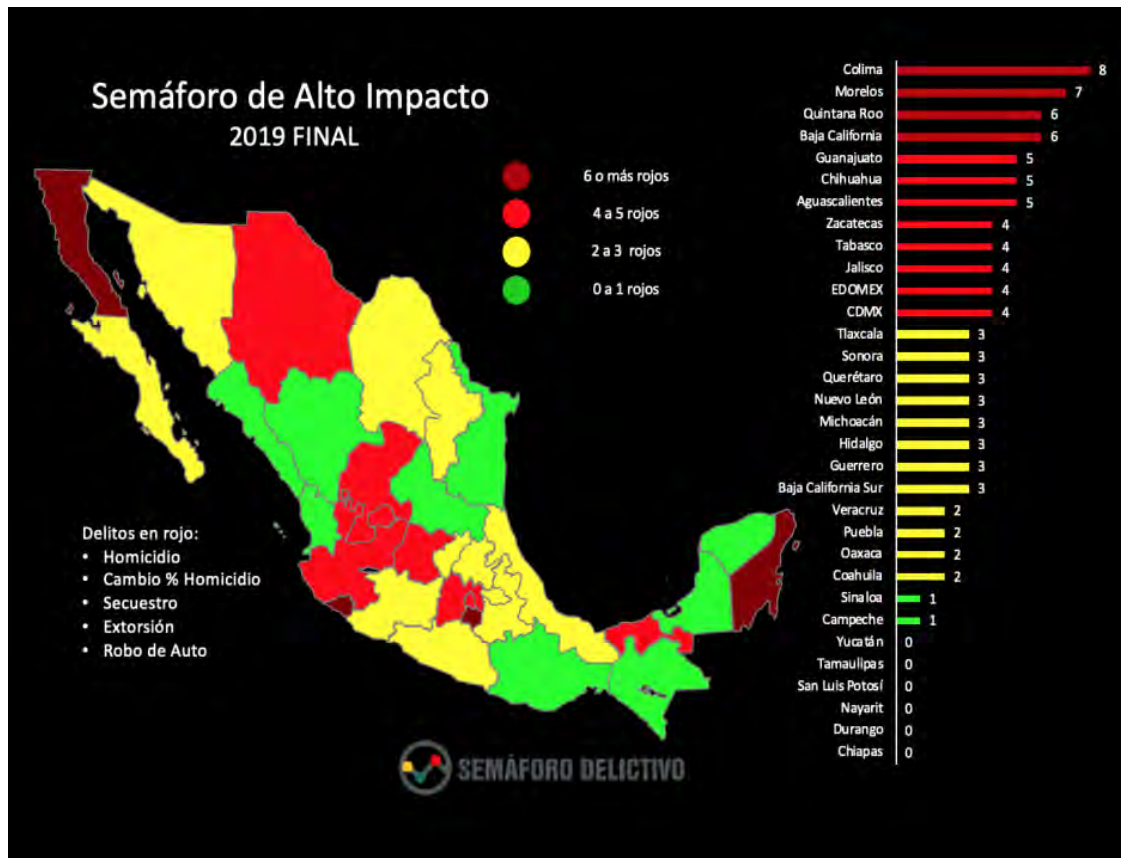 Semáforo de Alto Impacto
2019 FINAL
6 o más rojos
4 a 5 rojos
2 a 3 rojos
0 a 1 rojos
Delitos en rojo:
• Homicidio
• Cambio % Homicidio
• Secuestro
• Extorsión
• Robo de Auto
SEMÁFORO DELICTIVO
Colima 8
Morelos 7
Quintana Roo 6
Baja California 6
Guanajuato 5
Chihuahua 5
Aguascalientes 5
Zacatecas 4
Tabasco 4
Jalisco 4
EDOMEX 4
CDMX 4
Tlaxcala 3
Sonora 3
Querétaro 3
Nuevo León 3
Michoacán 3
Hidalgo 3
Guerrero 3
Baja California Sur 3
Veracruz 2
Puebla 2
Oaxaca 2
Coahuila 2
Sinaloa 1
Campeche 1
Yucatán 0
Tamaulipas 0
San Luis Potosí 0
Nayarit 0
Durango 0
Chiapas 0